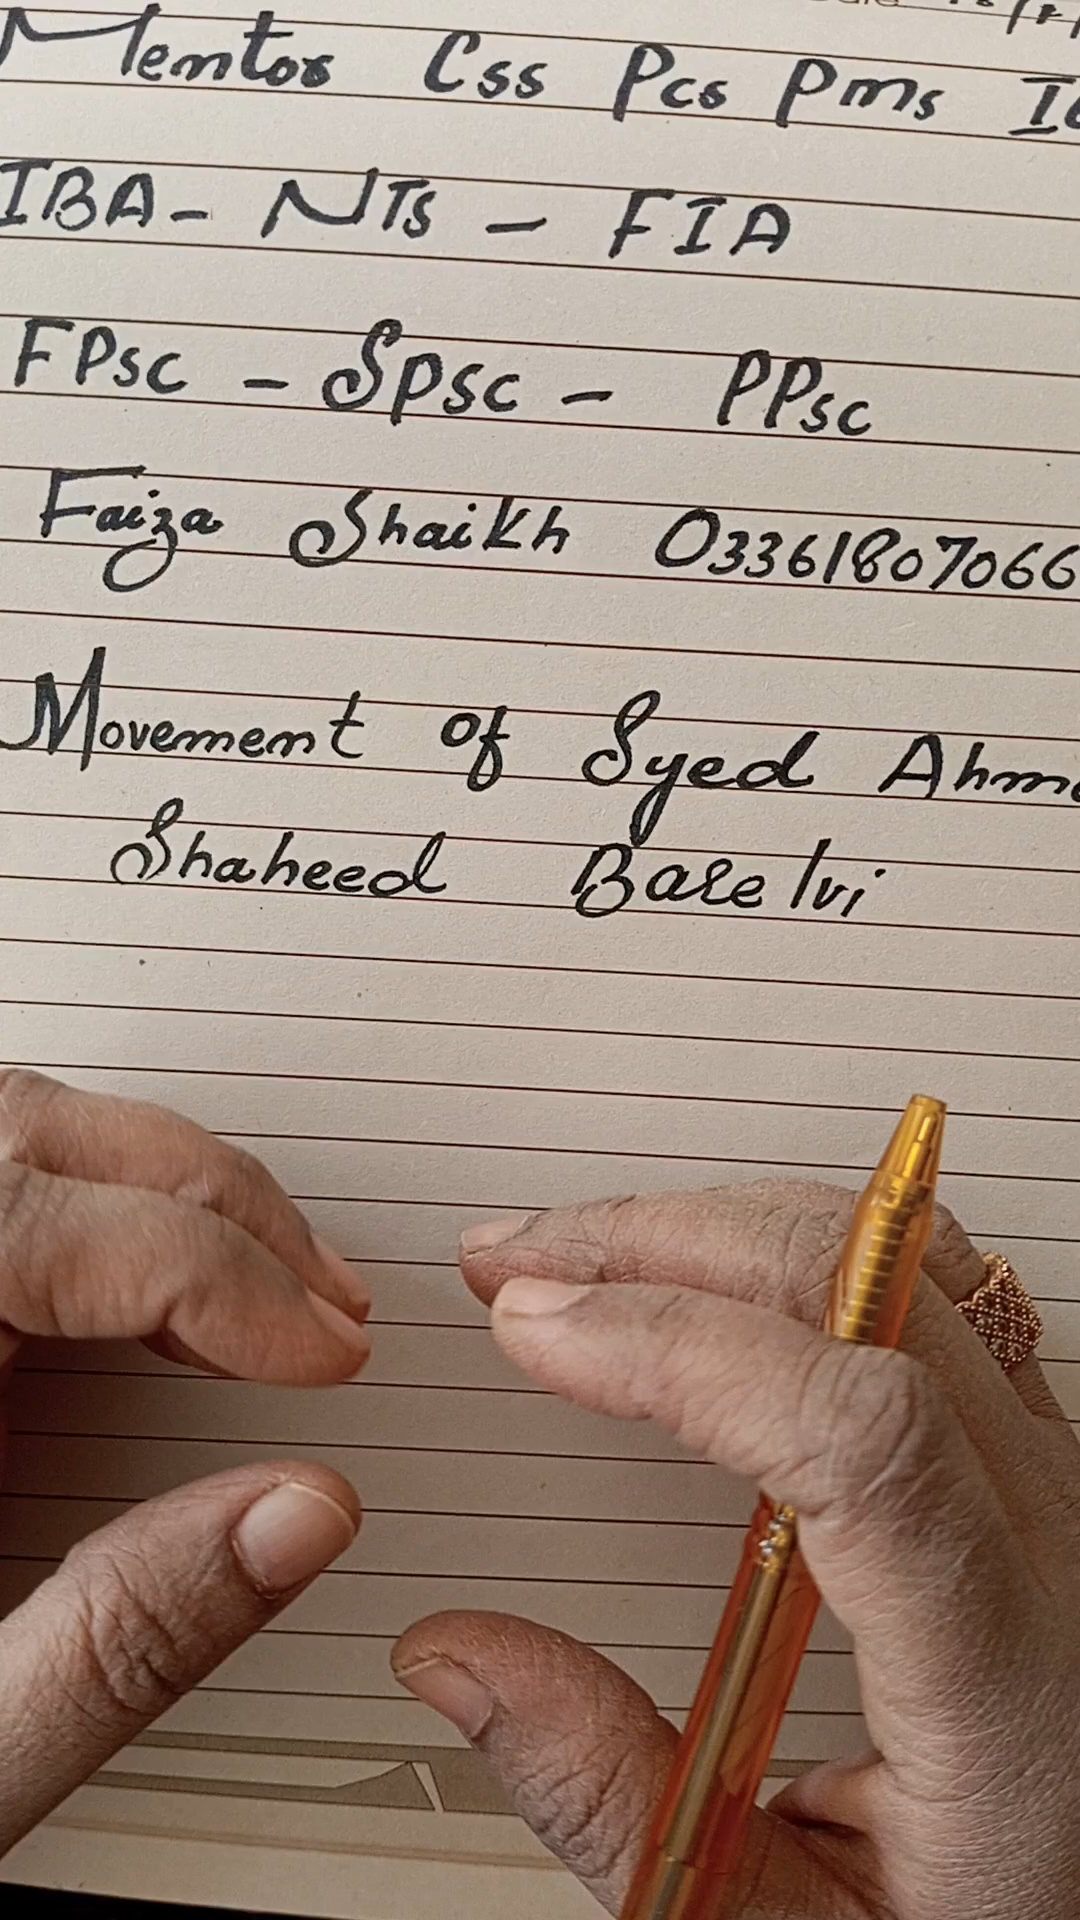 Mentor Css Pcs Pms
IBA - NTS - FIA
FPsc - SPSC - PPsc
Faiza Shaikh 03361807066
Movement of Syed
Shaheed Barelvi